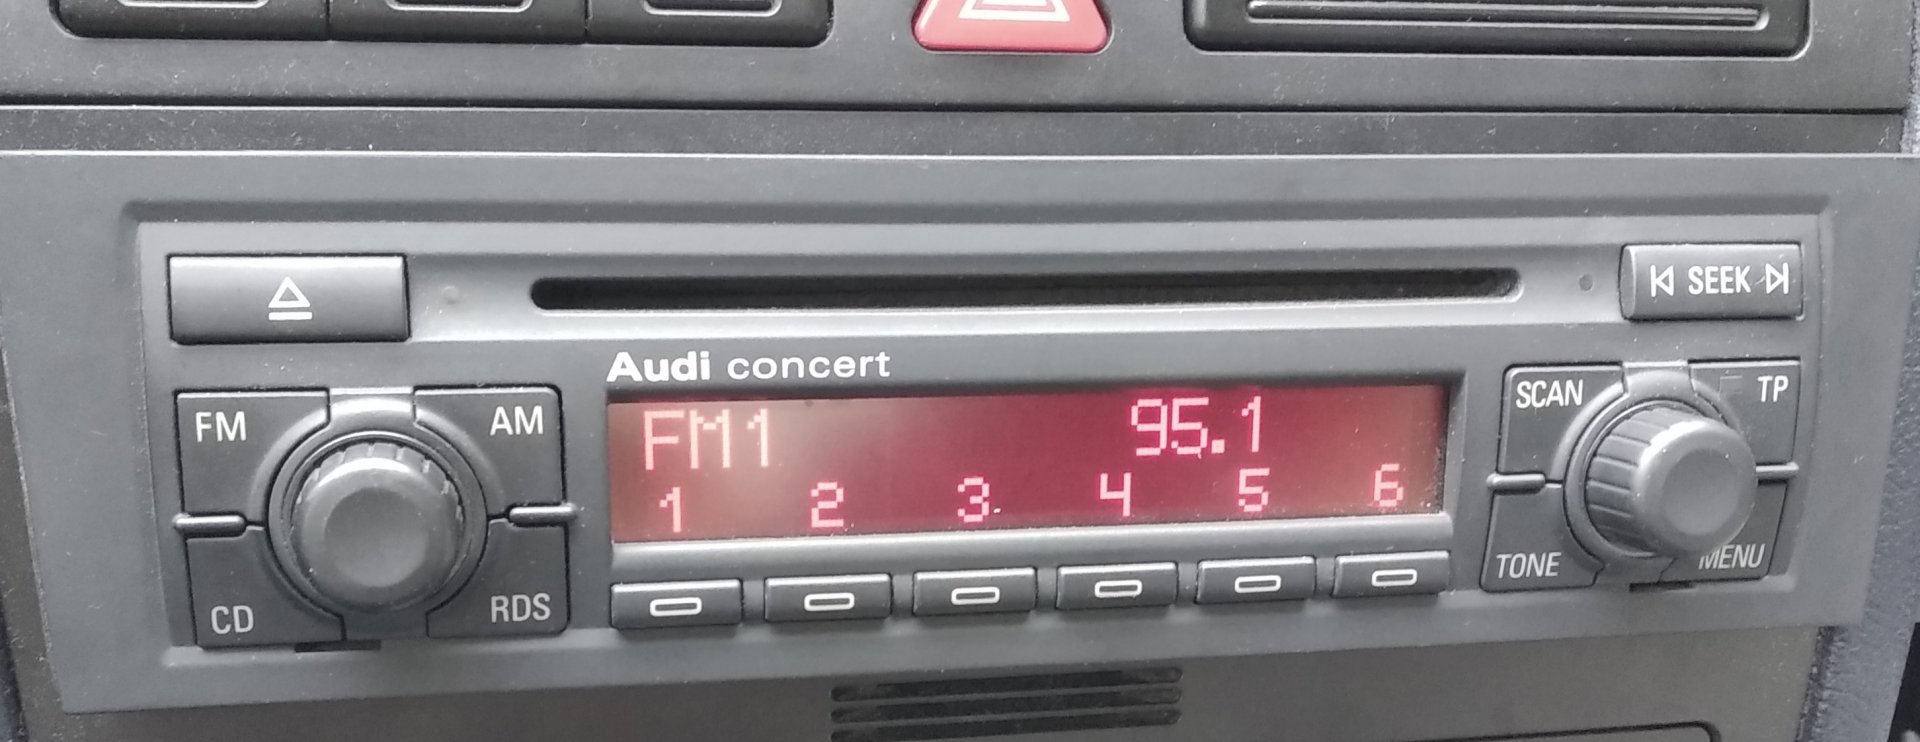 SEEK
Audi concert
FM
AM
FM1 95.1
SCAN
TP
1 2 3 4 5 6
CD
RDS
TONE
MENU